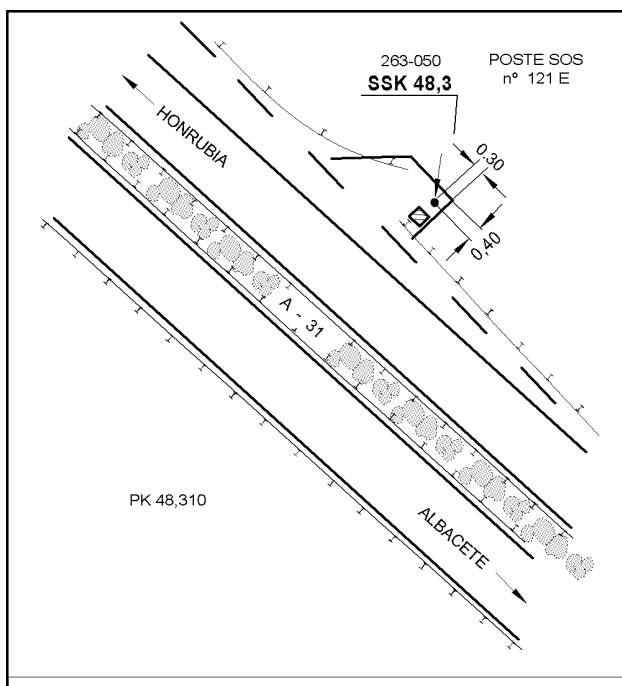 263-050
SSK 48,3
POSTE SOS
nº 121 E
HONRUBIA
0,30
0,40
A - 31
PK 48,310
ALBACETE